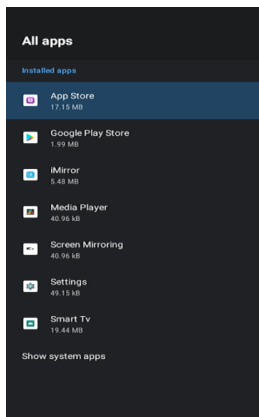 All apps
Installed apps
App Store
17.15 MB
Google Play Store
1.99 MB
iMirror
5.48 MB
Media Player
40.96 kB
Screen Mirroring
40.96 kB
Settings
49.15 kB
Smart Tv
19.44 MB
Show system apps